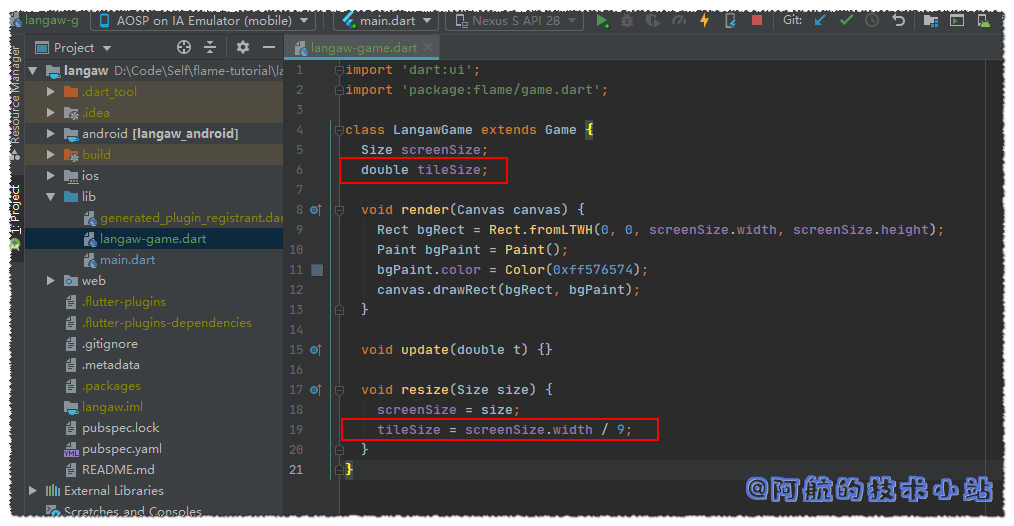 langaw-g AOSP on IA Emulator (mobile) main.dart Nexus S API 28 Git:
Project langaw-game.dart
Resource Manager
1: Project
langaw D:\Code\Self\flame-tutorial\la
.dart_tool
.idea
android [langaw_android]
build
ios
lib
generated_plugin_registrant.dar
langaw-game.dart
main.dart
web
.flutter-plugins
.flutter-plugins-dependencies
.gitignore
.metadata
.packages
langaw.iml
pubspec.lock
pubspec.yaml
README.md
External Libraries
Scratches and Consoles
1 import 'dart:ui';
2 import 'package:flame/game.dart';
3
4 class LangawGame extends Game {
5 Size screenSize;
6 double tileSize;
7
8 void render(Canvas canvas) {
9 Rect bgRect = Rect.fromLTWH(0, 0, screenSize.width, screenSize.height);
10 Paint bgPaint = Paint();
11 bgPaint.color = Color(0xff576574);
12 canvas.drawRect(bgRect, bgPaint);
13 }
14
15 void update(double t) {}
16
17 void resize(Size size) {
18 screenSize = size;
19 tileSize = screenSize.width / 9;
20 }
21 }
@阿航的技术小站